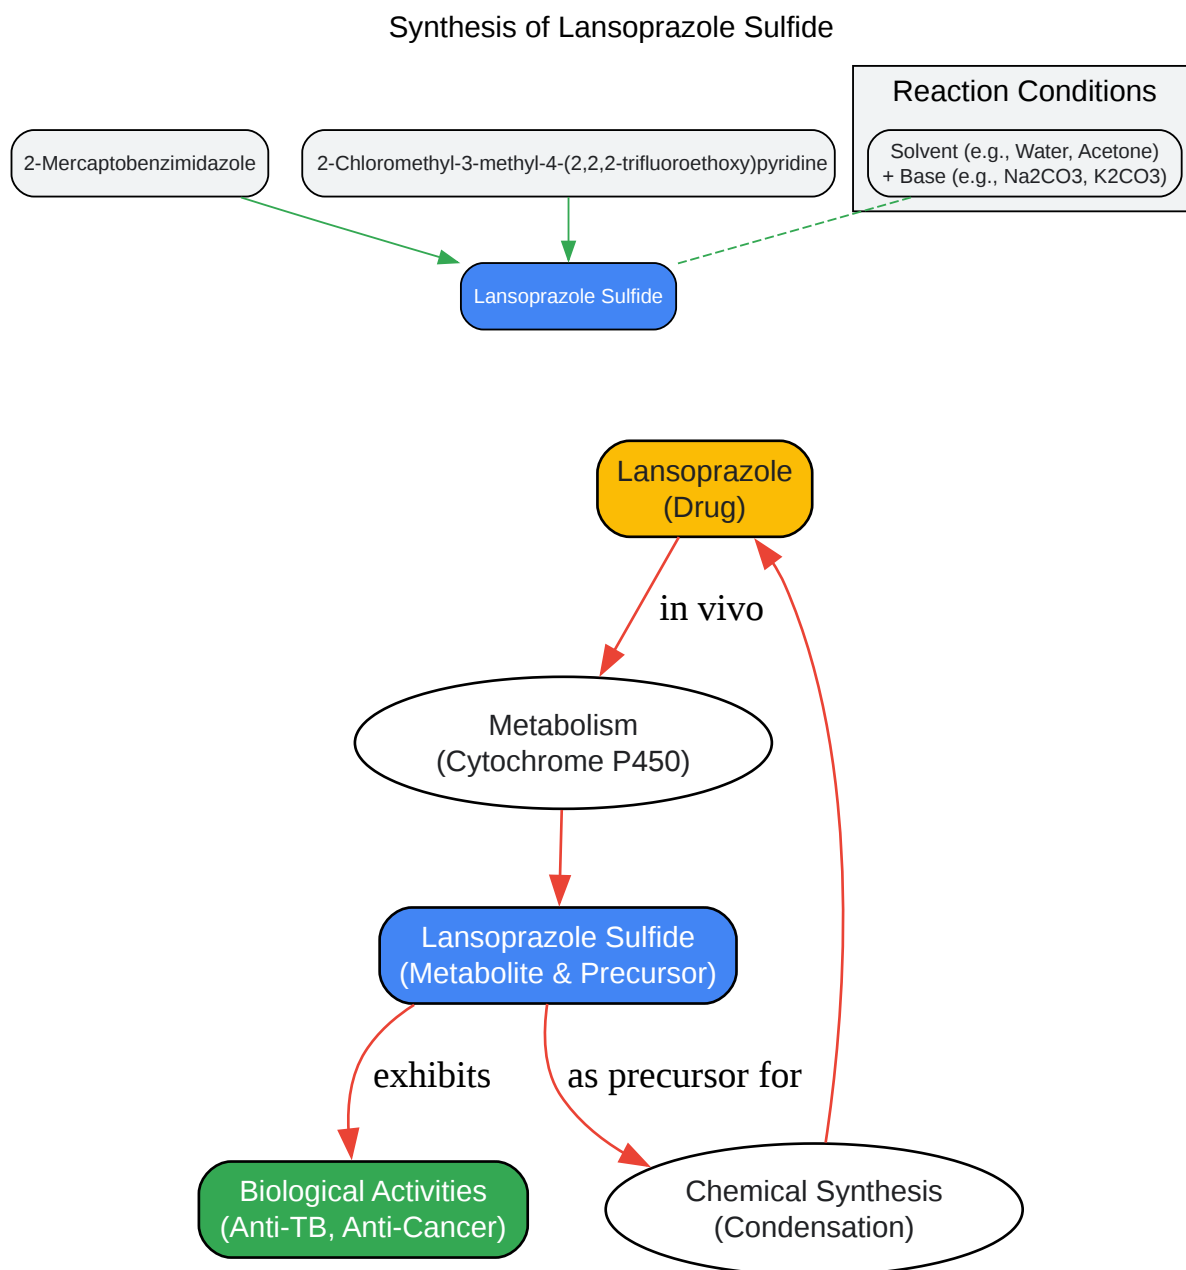 Synthesis of Lansoprazole Sulfide
Reaction Conditions
2-Mercaptobenzimidazole
2-Chloromethyl-3-methyl-4-(2,2,2-trifluoroethoxy)pyridine
Solvent (e.g., Water, Acetone)
+ Base (e.g., Na2CO3, K2CO3)
Lansoprazole Sulfide
Lansoprazole
(Drug)
in vivo
Metabolism
(Cytochrome P450)
Lansoprazole Sulfide
(Metabolite & Precursor)
exhibits
as precursor for
Biological Activities
(Anti-TB, Anti-Cancer)
Chemical Synthesis
(Condensation)